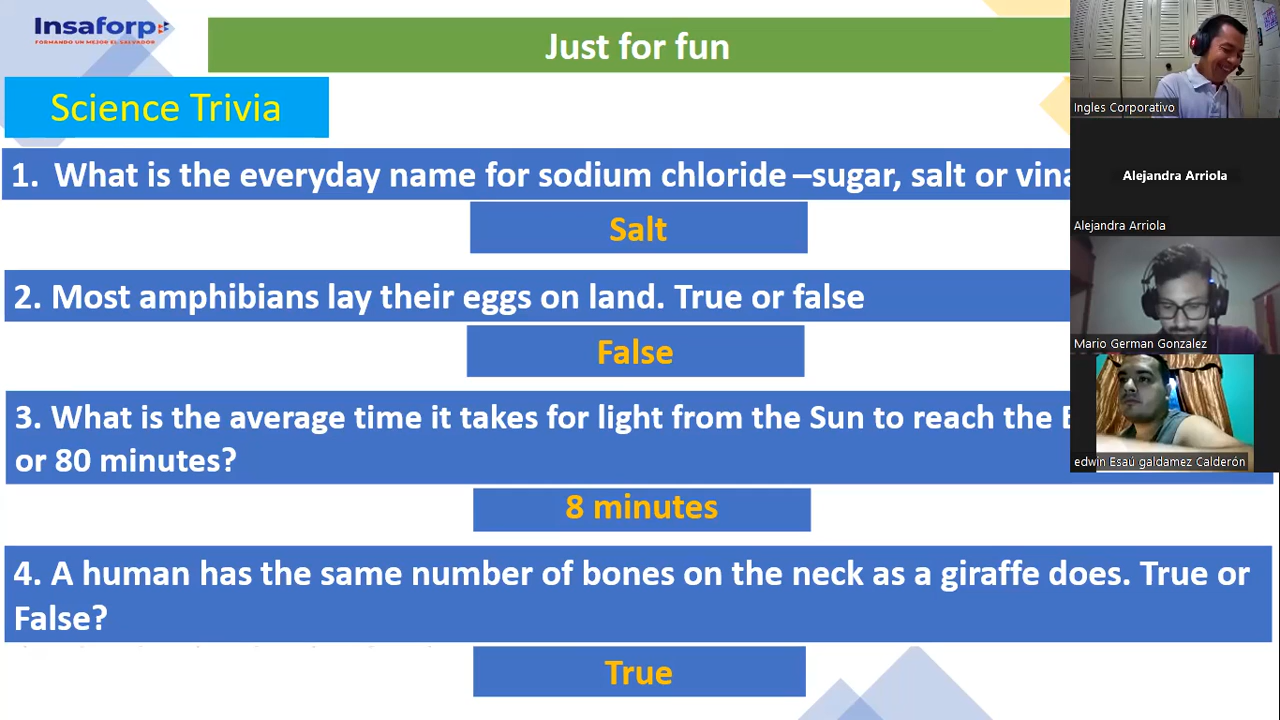 Insaforp
FORMANDO UN MEJOR EL SALVADOR
Just for fun
Science Trivia
1. What is the everyday name for sodium chloride –sugar, salt or
Salt
2. Most amphibians lay their eggs on land. True or false
False
3. What is the average time it takes for light from the Sun to reach the
or 80 minutes?
8 minutes
4. A human has the same number of bones on the neck as a giraffe does. True or
False?
True
Ingles Corporativo
Alejandra Arriola
Alejandra Arriola
Mario German Gonzalez
edwin Esaú galdamez Calderón